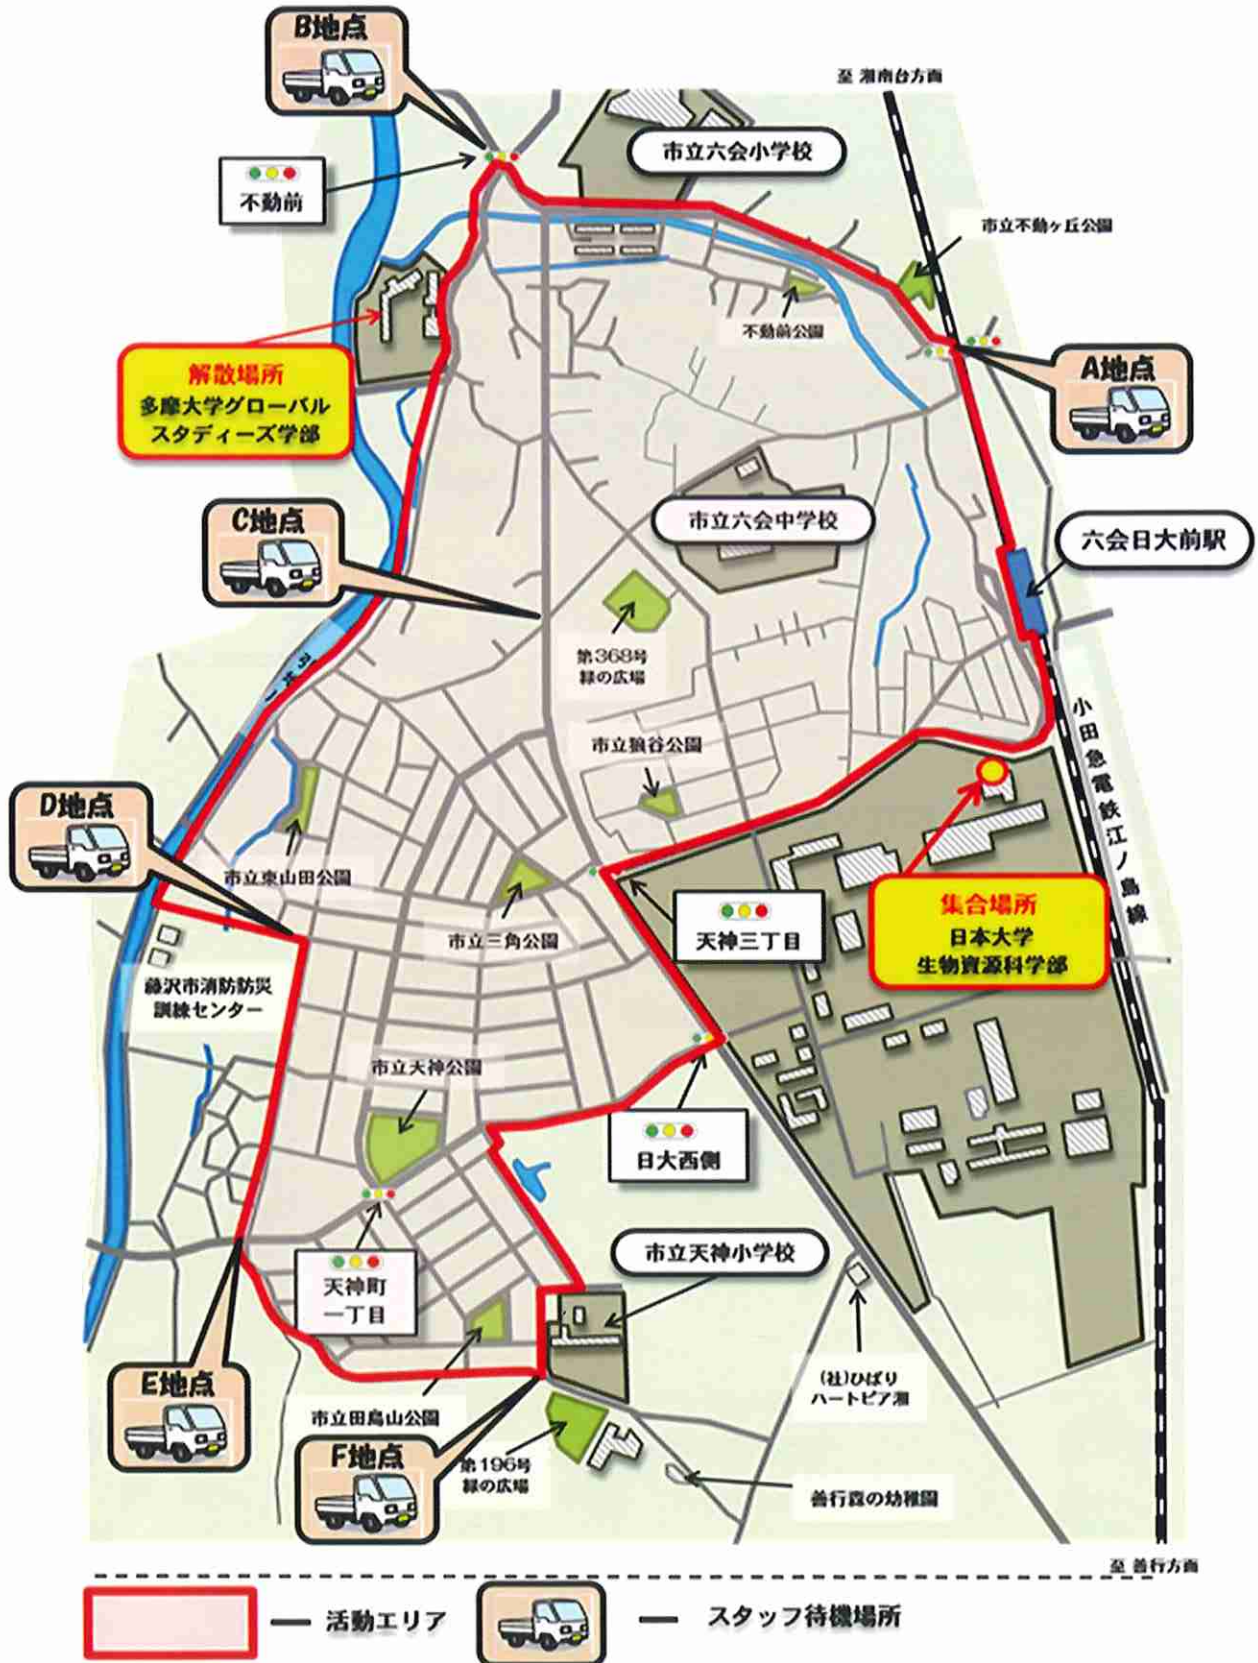 B地点
至 湘南台方面
市立六会小学校
不動前
市立不動ヶ丘公園
不動前公園
解散場所
多摩大学グローバル
スタディーズ学部
A地点
C地点
市立六会中学校
六会日大前駅
第368号
緑の広場
小田急電鉄江ノ島線
市立狼谷公園
D地点
市立東山田公園
市立三角公園
天神三丁目
集合場所
日本大学
生物資源科学部
藤沢市消防防災
訓練センター
市立天神公園
日大西側
天神町
一丁目
市立天神小学校
E地点
(社)ひばり
市立田島山公園
F地点
第196号
緑の広場
善行森の幼稚園
至 善行方面
活動エリア
スタッフ待機場所